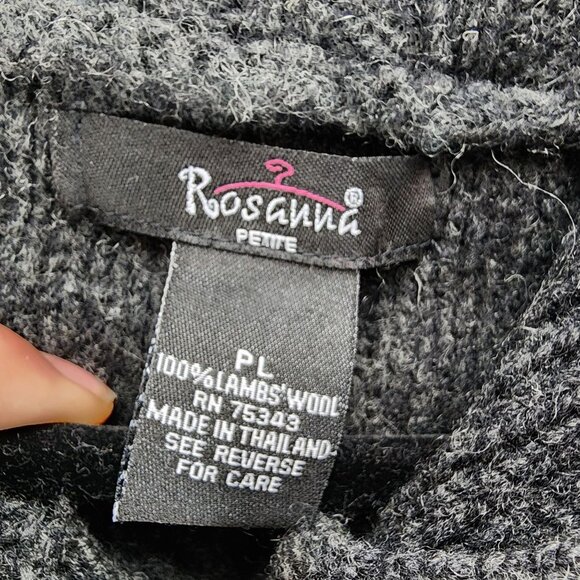 Rosanna®
PETITE
PL
100% LAMBS' WOOL
RN 75343
MADE IN THAILAND
SEE REVERSE
FOR CARE